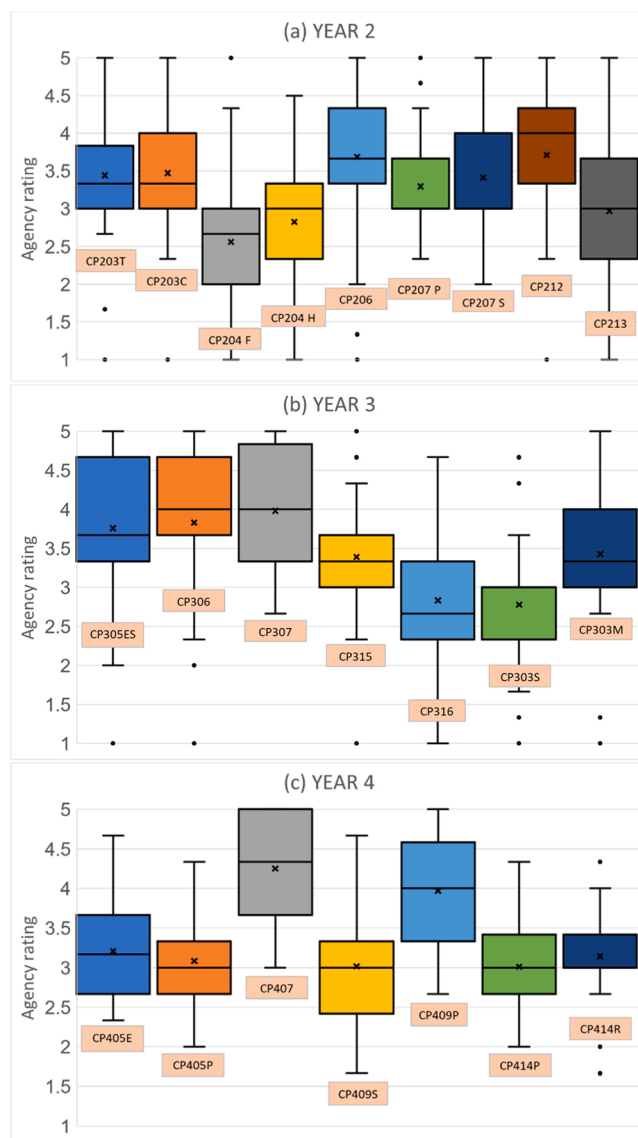 (a) YEAR 2
5
4.5
4
3.5
3
2.5
2
1.5
1
Agency rating
CP203T
CP203C
CP204 F
CP204 H
CP206
CP207 P
CP207 S
CP212
CP213
(b) YEAR 3
5
4.5
4
3.5
3
2.5
2
1.5
1
Agency rating
CP305ES
CP306
CP307
CP315
CP316
CP303S
CP303M
(c) YEAR 4
5
4.5
4
3.5
3
2.5
2
1.5
1
Agency rating
CP405E
CP405P
CP407
CP409S
CP409P
CP414P
CP414R